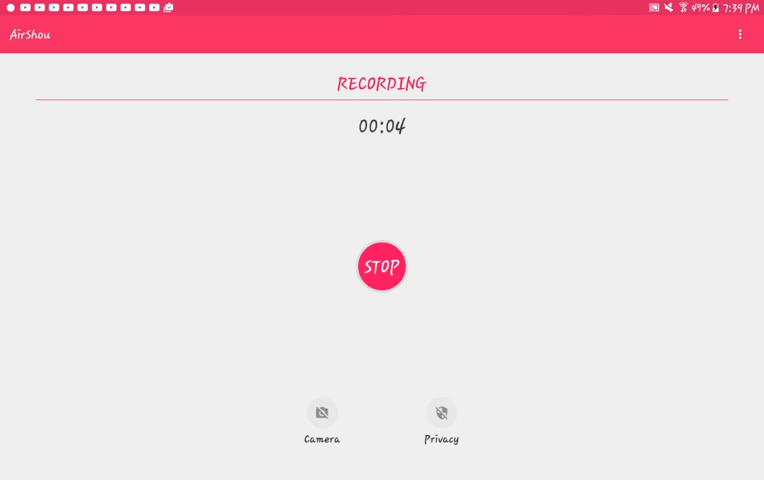 49% 7:39 PM
AirShou
RECORDING
00:04
STOP
Camera Privacy